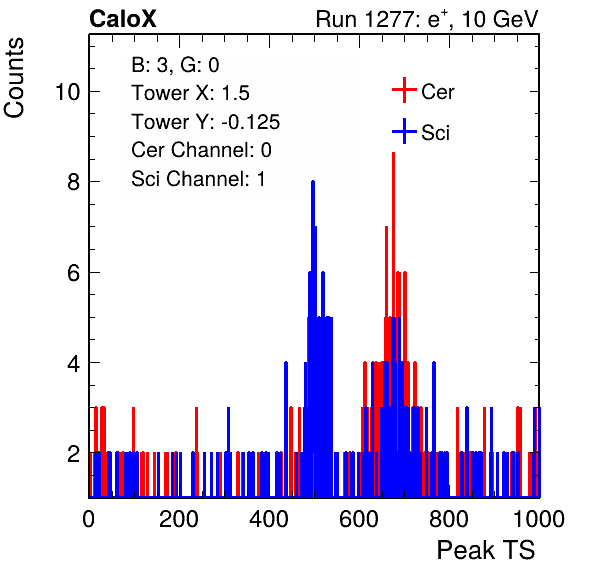 CaloX Run 1277: e+, 10 GeV
Counts
B: 3, G: 0
Tower X: 1.5
Tower Y: -0.125
Cer Channel: 0
Sci Channel: 1
Cer
Sci
10
8
6
4
2
0 200 400 600 800 1000
Peak TS